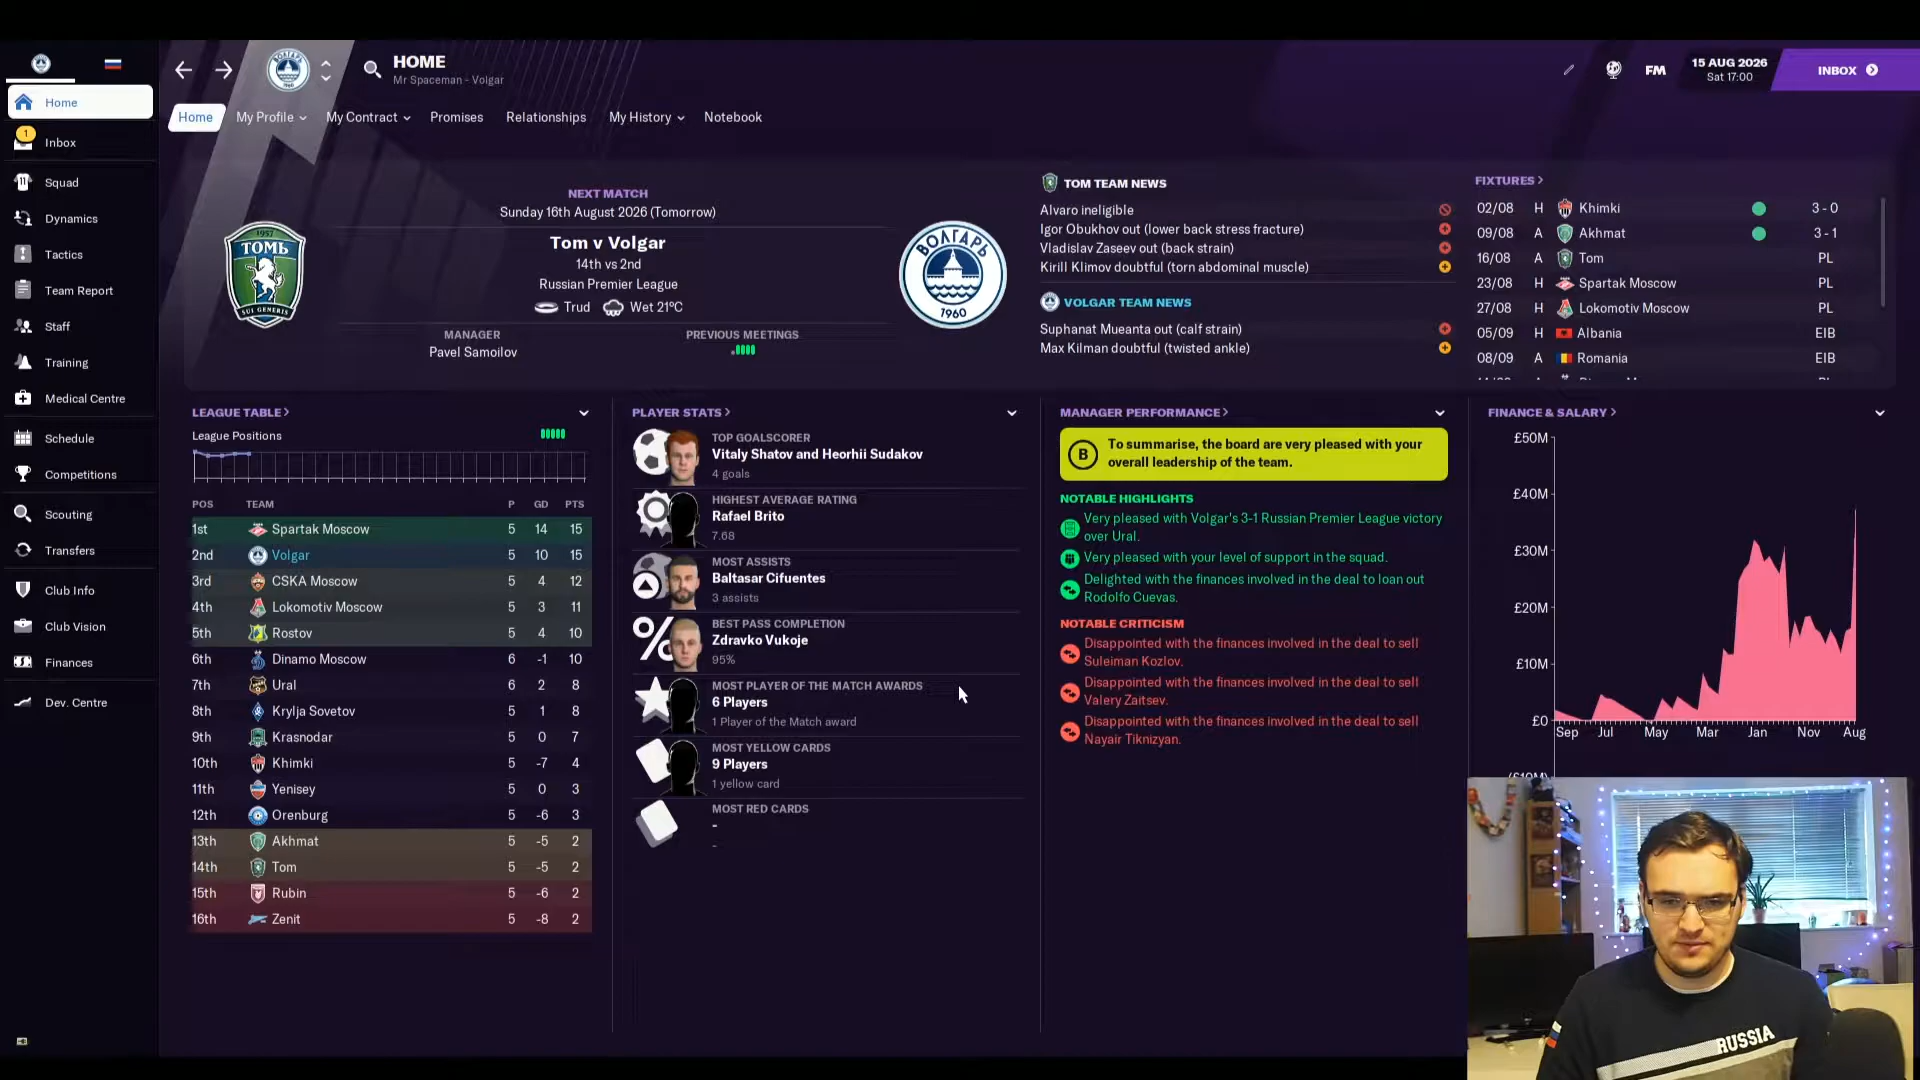 HOME
Mr Spaceman - Volgar
FM
15 AUG 2026
Sat 17:00
INBOX
Home
My Profile
My Contract
Promises
Relationships
My History
Notebook
Home
1
Inbox
Squad
Dynamics
Tactics
Team Report
Staff
Training
Medical Centre
Schedule
Competitions
Scouting
Transfers
Club Info
Club Vision
Finances
Dev. Centre
NEXT MATCH
Sunday 16th August 2026 (Tomorrow)
Tom v Volgar
14th vs 2nd
Russian Premier League
Trud Wet 21°C
MANAGER
Pavel Samoilov
PREVIOUS MEETINGS
1957
ТОМЬ
SUI GENERIS
ВОЛГАРЬ
1960
TOM TEAM NEWS
Alvaro ineligible
Igor Obukhov out (lower back stress fracture)
Vladislav Zaseev out (back strain)
Kirill Klimov doubtful (torn abdominal muscle)
VOLGAR TEAM NEWS
Suphanat Mueanta out (calf strain)
Max Kilman doubtful (twisted ankle)
FIXTURES >
02/08 H Khimki 3 - 0
09/08 A Akhmat 3 - 1
16/08 A Tom PL
23/08 H Spartak Moscow PL
27/08 H Lokomotiv Moscow PL
05/09 H Albania EIB
08/09 A Romania EIB
LEAGUE TABLE >
League Positions
POS TEAM P GD PTS
1st Spartak Moscow 5 14 15
2nd Volgar 5 10 15
3rd CSKA Moscow 5 4 12
4th Lokomotiv Moscow 5 3 11
5th Rostov 5 4 10
6th Dinamo Moscow 6 -1 10
7th Ural 6 2 8
8th Krylja Sovetov 5 1 8
9th Krasnodar 5 0 7
10th Khimki 5 -7 4
11th Yenisey 5 0 3
12th Orenburg 5 -6 3
13th Akhmat 5 -5 2
14th Tom 5 -5 2
15th Rubin 5 -6 2
16th Zenit 5 -8 2
PLAYER STATS >
TOP GOALSCORER
Vitaly Shatov and Heorhii Sudakov
4 goals
HIGHEST AVERAGE RATING
Rafael Brito
7.68
MOST ASSISTS
Baltasar Cifuentes
3 assists
BEST PASS COMPLETION
Zdravko Vukoje
95%
MOST PLAYER OF THE MATCH AWARDS
6 Players
1 Player of the Match award
MOST YELLOW CARDS
9 Players
1 yellow card
MOST RED CARDS
-
-
MANAGER PERFORMANCE >
B
To summarise, the board are very pleased with your
overall leadership of the team.
NOTABLE HIGHLIGHTS
Very pleased with Volgar's 3-1 Russian Premier League victory
over Ural.
Very pleased with your level of support in the squad.
Delighted with the finances involved in the deal to loan out
Rodolfo Cuevas.
NOTABLE CRITICISM
Disappointed with the finances involved in the deal to sell
Suleiman Kozlov.
Disappointed with the finances involved in the deal to sell
Valery Zaitsev.
Disappointed with the finances involved in the deal to sell
Nayair Tiknizyan.
FINANCE & SALARY >
£50M
£40M
£30M
£20M
£10M
£0
Sep Jul May Mar Jan Nov Aug
RUSSIA